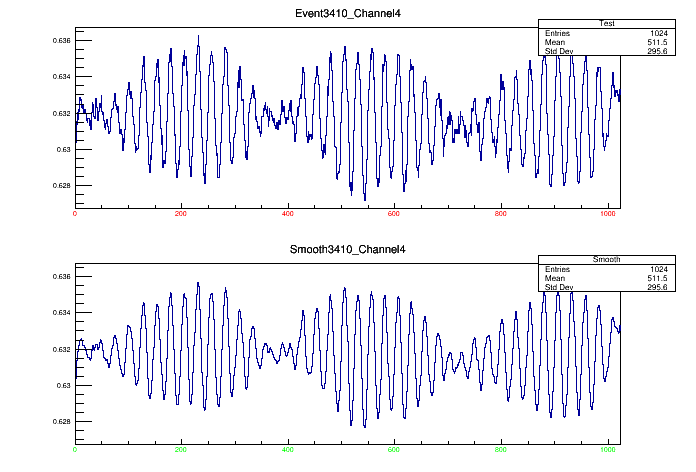 Event3410_Channel4
Test
Entries 1024
Mean 511.5
Std Dev 295.6
0.636
0.634
0.632
0.63
0.628
0 200 400 600 800 1000
Smooth3410_Channel4
Smooth
Entries 1024
Mean 511.5
Std Dev 295.6
0.636
0.634
0.632
0.63
0.628
0 200 400 600 800 1000